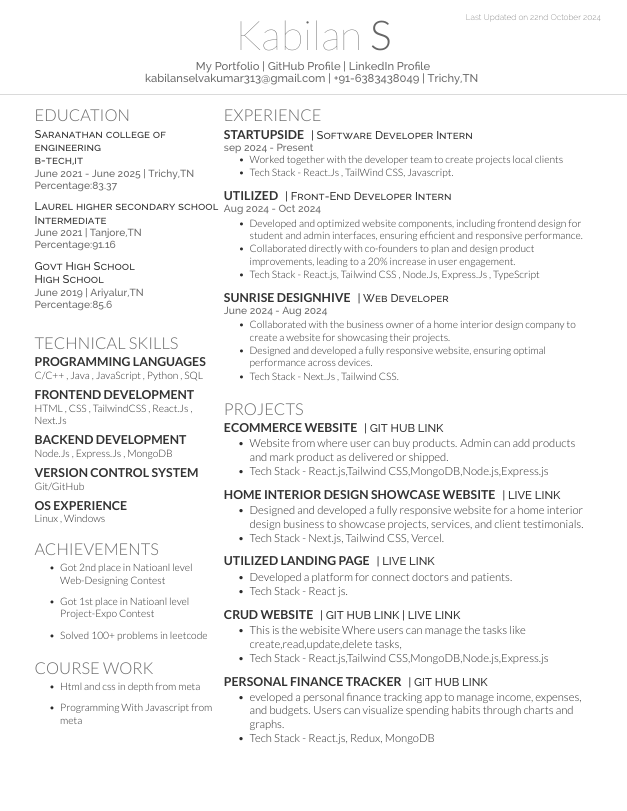 Last Updated on 22nd October 2024
Kabilan S
My Portfolio | GitHub Profile | LinkedIn Profile
kabilanselvakumar313@gmail.com | +91-6383438049 | Trichy,TN
EDUCATION
Saranathan college of
engineering
b-tech,it
June 2021 - June 2025 | Trichy,TN
Percentage:83.37
Laurel higher secondary school
Intermediate
June 2021 | Tanjore,TN
Percentage:91.16
Govt High School
High School
June 2019 | Ariyalur,TN
Percentage:85.6
TECHNICAL SKILLS
PROGRAMMING LANGUAGES
C/C++ , Java , JavaScript , Python , SQL
FRONTEND DEVELOPMENT
HTML , CSS , TailwindCSS , React.Js ,
Next.Js
BACKEND DEVELOPMENT
Node.Js , Express.Js , MongoDB
VERSION CONTROL SYSTEM
Git/GitHub
OS EXPERIENCE
Linux , Windows
ACHIEVEMENTS
• Got 2nd place in Natioanl level
Web-Designing Contest
• Got 1st place in Natioanl level
Project-Expo Contest
• Solved 100+ problems in leetcode
COURSE WORK
• Html and css in depth from meta
• Programming With Javascript from
meta
EXPERIENCE
STARTUPSIDE | Software Developer Intern
sep 2024 - Present
• Worked together with the developer team to create projects local clients
• Tech Stack - React.Js , TailWind CSS, Javascript.
UTILIZED | Front-End Developer Intern
Aug 2024 - Oct 2024
• Developed and optimized website components, including frontend design for
student and admin interfaces, ensuring efficient and responsive performance.
• Collaborated directly with co-founders to plan and design product
improvements, leading to a 20% increase in user engagement.
• Tech Stack - React.js, TailWind CSS , Node.Js, Express.Js , TypeScript
SUNRISE DESIGNHIVE | Web Developer
June 2024 - Aug 2024
• Collaborated with the business owner of a home interior design company to
create a website for showcasing their projects.
• Designed and developed a fully responsive website, ensuring optimal
performance across devices.
• Tech Stack - Next.Js , Tailwind CSS.
PROJECTS
ECOMMERCE WEBSITE | GIT HUB LINK
• Website from where user can buy products. Admin can add products
and mark product as delivered or shipped.
• Tech Stack - React.js,Tailwind CSS,MongoDB,Node.js,Express.js
HOME INTERIOR DESIGN SHOWCASE WEBSITE | LIVE LINK
• Designed and developed a fully responsive website for a home interior
design business to showcase projects, services, and client testimonials.
• Tech Stack - Next.js, Tailwind CSS, Vercel.
UTILIZED LANDING PAGE | LIVE LINK
• Developed a platform for connect doctors and patients.
• Tech Stack - React js.
CRUD WEBSITE | GIT HUB LINK | LIVE LINK
• This is the webisite Where users can manage the tasks like
create,read,update,delete tasks,
• Tech Stack - React.js,Tailwind CSS,MongoDB,Node.js,Express.js
PERSONAL FINANCE TRACKER | GIT HUB LINK
• eveloped a personal finance tracking app to manage income, expenses,
and budgets. Users can visualize spending habits through charts and
graphs.
• Tech Stack - React.js, Redux, MongoDB